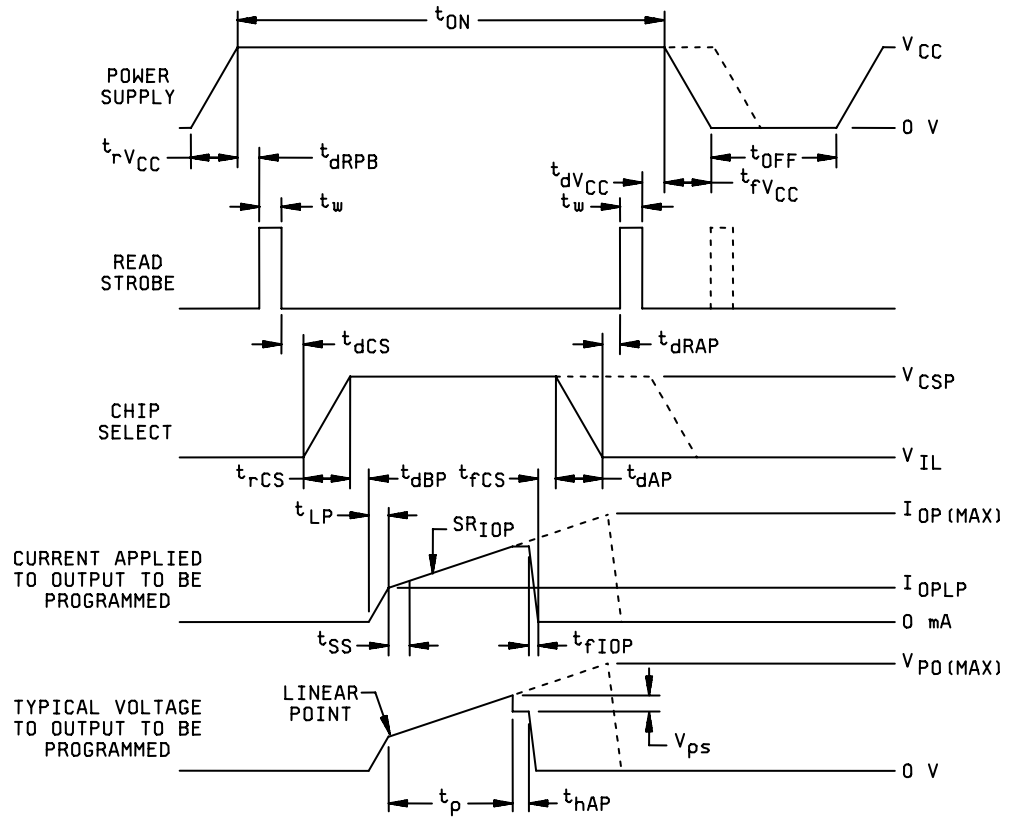 tON
VCC
POWER
SUPPLY
0 V
trVCC
tdRPB
tOFF
tdVCC
tfVCC
tw
tw
READ
STROBE
tdCS
tdRAP
VCSP
CHIP
SELECT
VIL
trCS
tdBP
tfCS
tdAP
tLP
SRIOP
IOP(MAX)
CURRENT APPLIED
TO OUTPUT TO BE
PROGRAMMED
IOPLP
0 mA
tSS
tfIOP
VPO(MAX)
LINEAR
POINT
TYPICAL VOLTAGE
TO OUTPUT TO BE
PROGRAMMED
Vps
0 V
tp
thAP